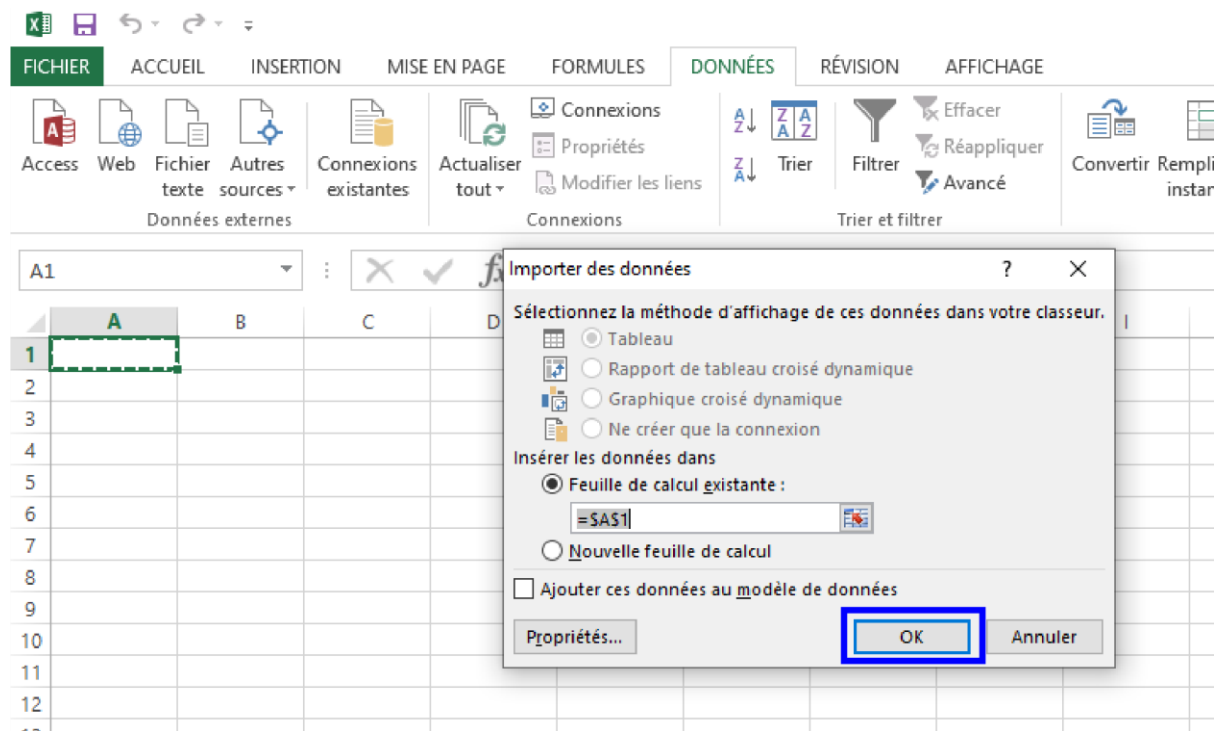 FICHIER ACCUEIL INSERTION MISE EN PAGE FORMULES DONNÉES RÉVISION AFFICHAGE
Access Web Fichier texte Autres sources Connexions existantes
Données externes
Actualiser tout
Connexions
Propriétés
Modifier les liens
Connexions
Trier
Filtrer
Effacer
Réappliquer
Avancé
Trier et filtrer
Convertir
A1
fx
A B C D I
1
2
3
4
5
6
7
8
9
10
11
12
Importer des données ?
Sélectionnez la méthode d'affichage de ces données dans votre classeur.
Tableau
Rapport de tableau croisé dynamique
Graphique croisé dynamique
Ne créer que la connexion
Insérer les données dans
Feuille de calcul existante :
=$A$1
Nouvelle feuille de calcul
Ajouter ces données au modèle de données
Propriétés... OK Annuler